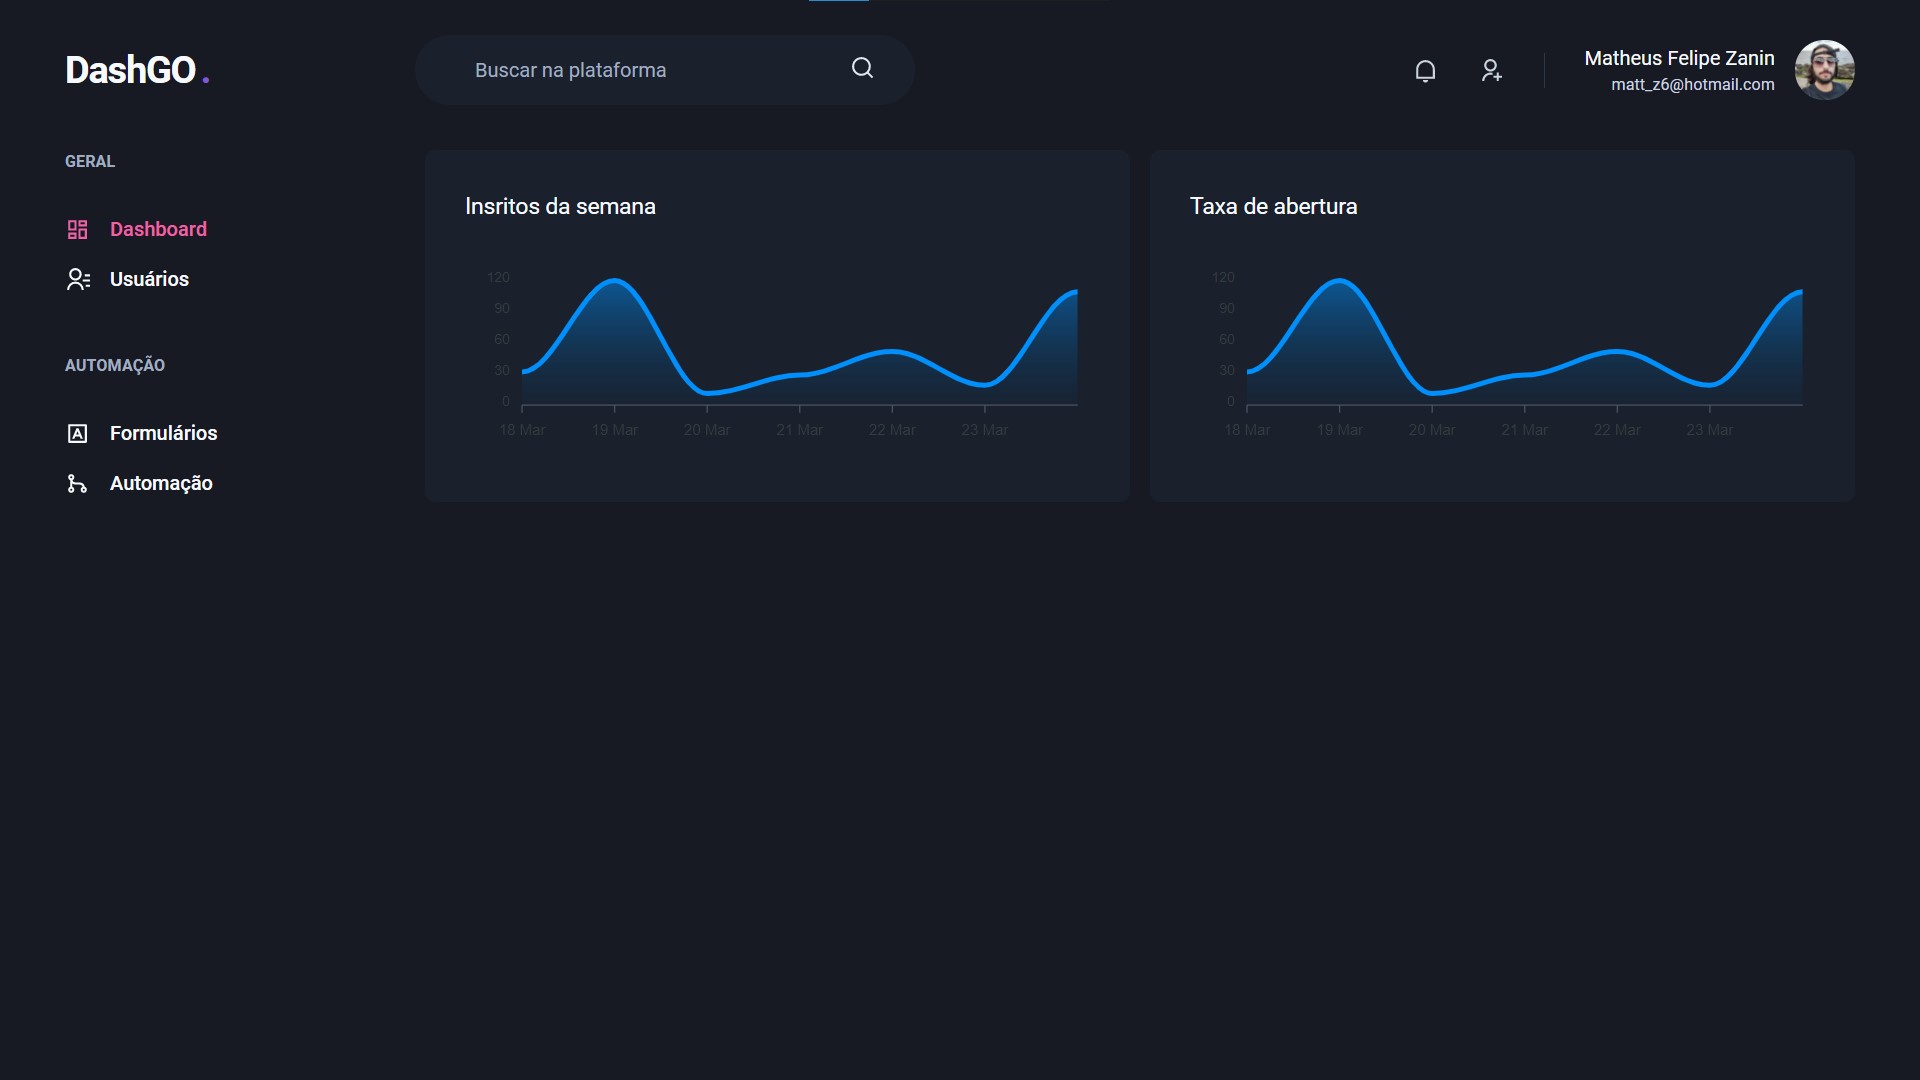 DashGO.
Buscar na plataforma
Matheus Felipe Zanin
matt_z6@hotmail.com
GERAL
Dashboard
Usuários
AUTOMAÇÃO
Formulários
Automação
Insritos da semana
120
90
60
30
0
18 Mar 19 Mar 20 Mar 21 Mar 22 Mar 23 Mar
Taxa de abertura
120
90
60
30
0
18 Mar 19 Mar 20 Mar 21 Mar 22 Mar 23 Mar